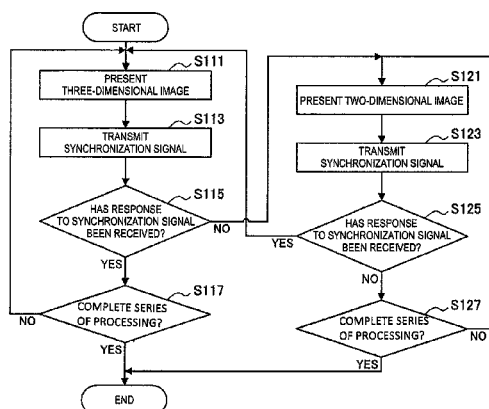 START
S111
PRESENT
THREE-DIMENSIONAL IMAGE
S113
TRANSMIT
SYNCHRONIZATION SIGNAL
S115
HAS RESPONSE
TO SYNCHRONIZATION SIGNAL
BEEN RECEIVED?
NO
YES
S117
COMPLETE SERIES
OF PROCESSING?
NO
YES
END
S121
PRESENT TWO-DIMENSIONAL IMAGE
S123
TRANSMIT
SYNCHRONIZATION SIGNAL
S125
HAS RESPONSE
TO SYNCHRONIZATION SIGNAL
BEEN RECEIVED?
YES
NO
S127
COMPLETE SERIES
OF PROCESSING?
NO
YES